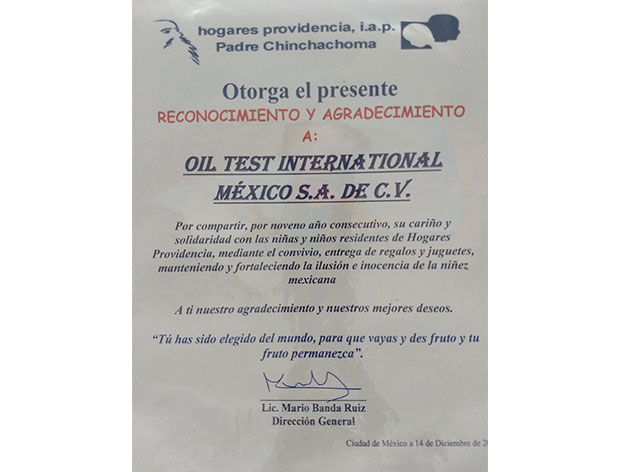 hogares providencia, i.a.p.
Padre Chinchachoma
Otorga el presente
RECONOCIMIENTO Y AGRADECIMIENTO
A:
OIL TEST INTERNATIONAL
MÉXICO S.A. DE C.V.
Por compartir, por noveno año consecutivo, su cariño y
solidaridad con las niñas y niños residentes de Hogares
Providencia, mediante el convivio, entrega de regalos y juguetes,
manteniendo y fortaleciendo la ilusión e inocencia de la niñez
mexicana
A ti nuestro agradecimiento y nuestros mejores deseos.
“Tú has sido elegido del mundo, para que vayas y des fruto y tu
fruto permanezca”.
Lic. Mario Banda Ruiz
Dirección General
Ciudad de México a 14 de Diciembre de